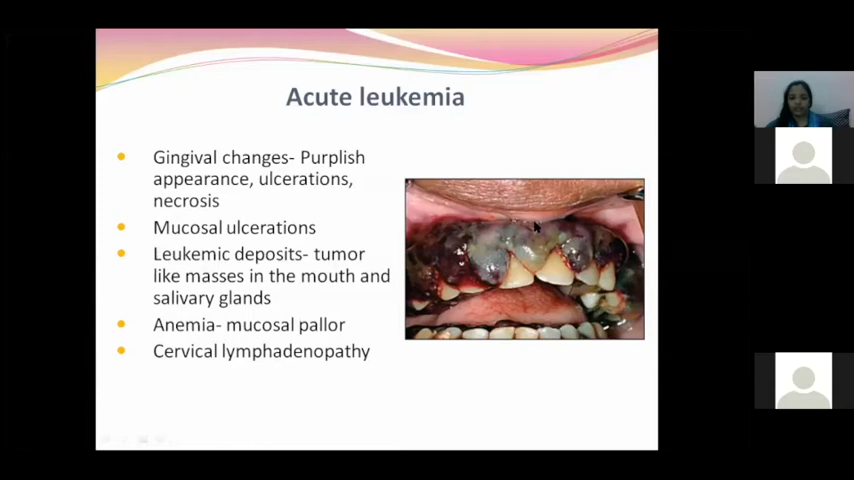 Acute leukemia
Gingival changes- Purplish
appearance, ulcerations,
necrosis
Mucosal ulcerations
Leukemic deposits- tumor
like masses in the mouth and
salivary glands
Anemia- mucosal pallor
Cervical lymphadenopathy